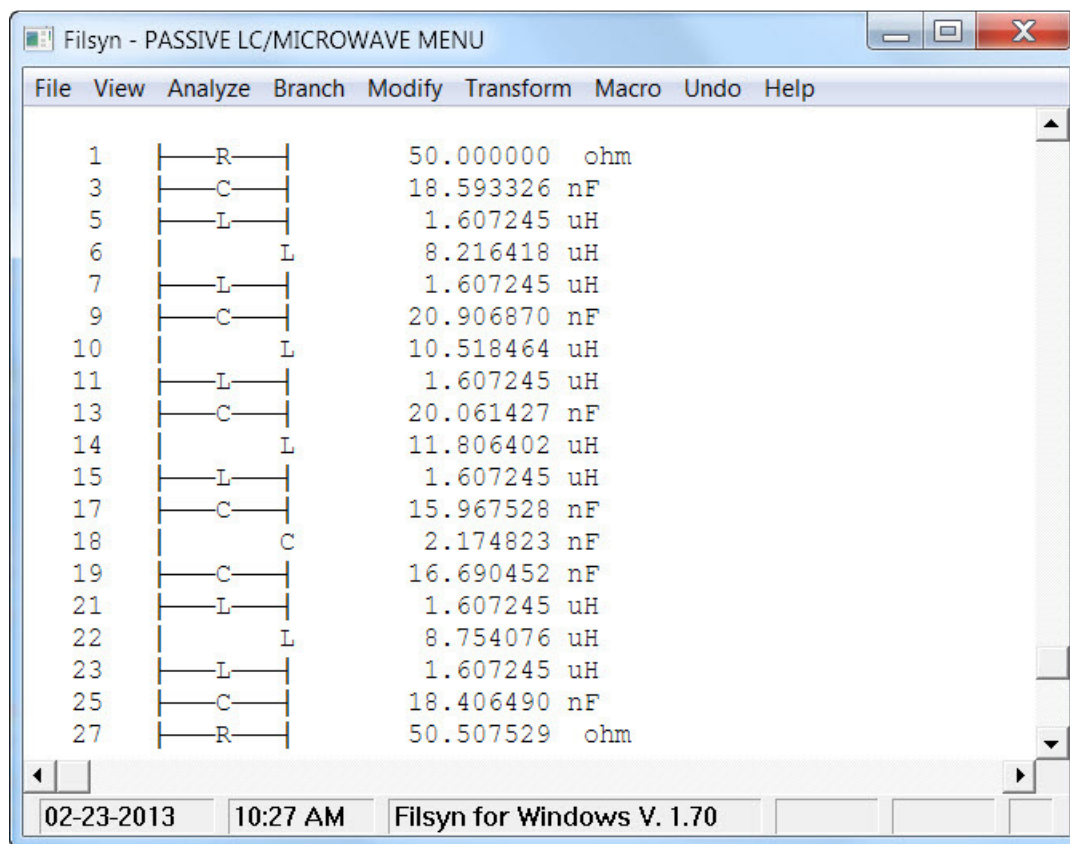 Filsyn - PASSIVE LC/MICROWAVE MENU
File View Analyze Branch Modify Transform Macro Undo Help
1 R 50.000000 ohm
3 C 18.593326 nF
5 L 1.607245 uH
6 L 8.216418 uH
7 L 1.607245 uH
9 C 20.906870 nF
10 L 10.518464 uH
11 L 1.607245 uH
13 C 20.061427 nF
14 L 11.806402 uH
15 L 1.607245 uH
17 C 15.967528 nF
18 C 2.174823 nF
19 C 16.690452 nF
21 L 1.607245 uH
22 L 8.754076 uH
23 L 1.607245 uH
25 C 18.406490 nF
27 R 50.507529 ohm
02-23-2013 10:27 AM Filsyn for Windows V. 1.70